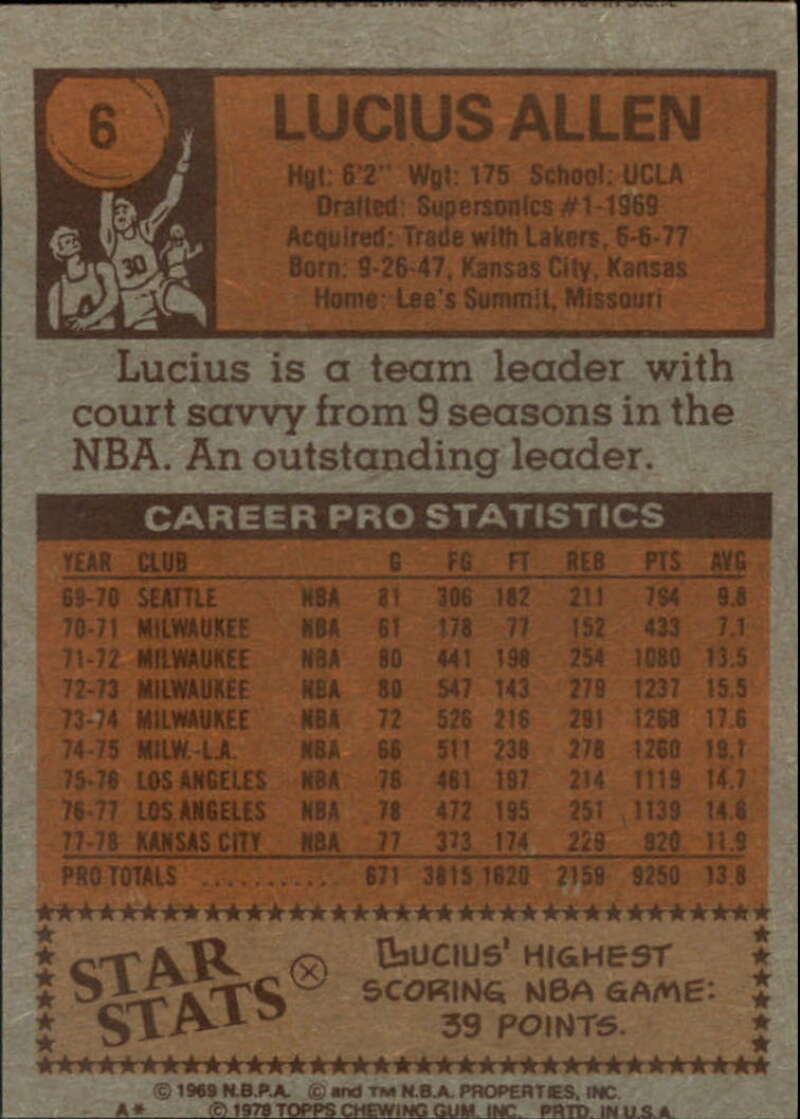 6
LUCIUS ALLEN
Hgt: 6'2" Wgt: 175 School: UCLA
Drafted: Supersonics #1-1969
Acquired: Trade with Lakers, 6-6-77
Born: 9-26-47, Kansas City, Kansas
Home: Lee's Summit, Missouri
30
Lucius is a team leader with
court savvy from 9 seasons in the
NBA. An outstanding leader.
CAREER PRO STATISTICS
YEAR CLUB G FG FT REB PTS AVG
69-70 SEATTLE NBA 81 306 182 211 794 9.8
70-71 MILWAUKEE NBA 61 178 77 152 433 7.1
71-72 MILWAUKEE NBA 80 441 198 254 1080 13.5
72-73 MILWAUKEE NBA 80 547 143 279 1237 15.5
73-74 MILWAUKEE NBA 72 526 216 291 1268 17.6
74-75 MILW.-L.A. NBA 66 511 238 278 1260 19.1
75-76 LOS ANGELES NBA 76 461 197 214 1119 14.7
76-77 LOS ANGELES NBA 78 472 195 251 1139 14.6
77-78 KANSAS CITY NBA 77 373 174 229 920 11.9
PRO TOTALS ........... 671 3815 1620 2159 9250 13.8
STAR
STATS
LUCIUS' HIGHEST
SCORING NBA GAME:
39 POINTS.
© 1969 N.B.P.A. © and TM N.B.A. PROPERTIES, INC.
A* © 1978 TOPPS CHEWING GUM, INC. PRTD. IN U.S.A.